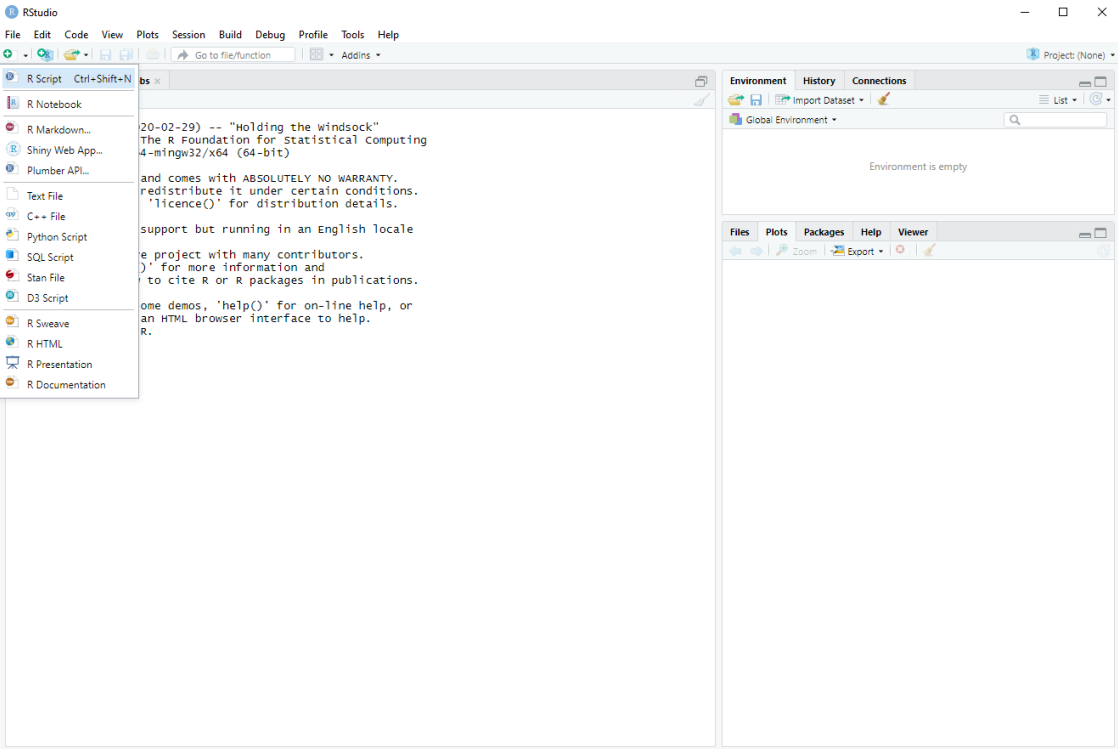 RStudio
File Edit Code View Plots Session Build Debug Profile Tools Help
Go to file/function Addins Project: (None)
R Script Ctrl+Shift+N
R Notebook
R Markdown...
Shiny Web App...
Plumber API...
Text File
C++ File
Python Script
SQL Script
Stan File
D3 Script
R Sweave
R HTML
R Presentation
R Documentation
bs
20-02-29) -- "Holding the Windsock"
The R Foundation for Statistical Computing
4-mingw32/x64 (64-bit)
and comes with ABSOLUTELY NO WARRANTY.
redistribute it under certain conditions.
'licence()' for distribution details.
support but running in an English locale
e project with many contributors.
)' for more information and
w to cite R or R packages in publications.
ome demos, 'help()' for on-line help, or
an HTML browser interface to help.
R.
Environment History Connections
Import Dataset List
Global Environment
Environment is empty
Files Plots Packages Help Viewer
Zoom Export